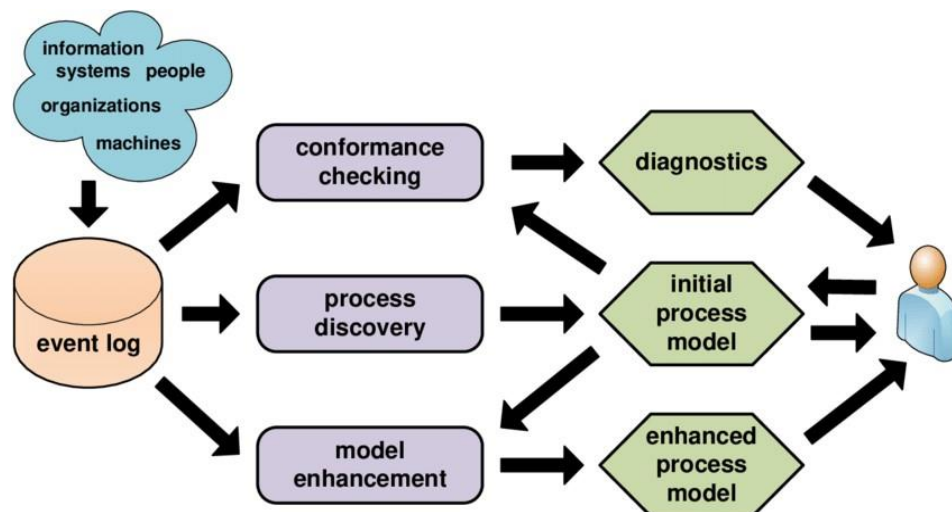 information
systems people
organizations
machines
conformance
checking
diagnostics
event log
process
discovery
initial
process
model
model
enhancement
enhanced
process
model